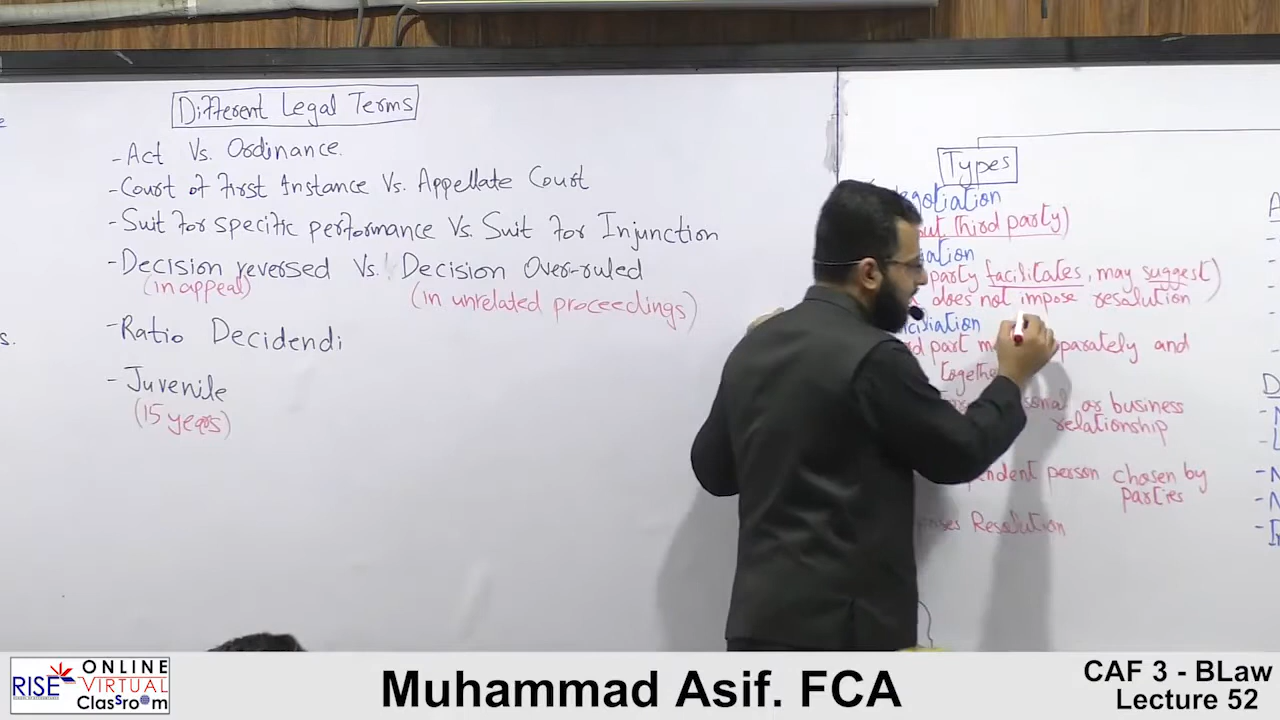 Different Legal Terms
- Act Vs. Ordinance.
- Court of First Instance Vs. Appellate Court
- Suit for specific performance Vs. Suit for Injunction
- Decision reversed Vs. Decision Over-ruled
(in appeal) (in unrelated proceedings)
- Ratio Decidendi
- Juvenile
(15 years)
Types
party facilitates, may suggest)
does not impose resolution
part
and
or business
relationship
person chosen by
parties
Resolution
RISE ONLINE VIRTUAL ClassRoom
Muhammad Asif. FCA
CAF 3 - BLaw
Lecture 52